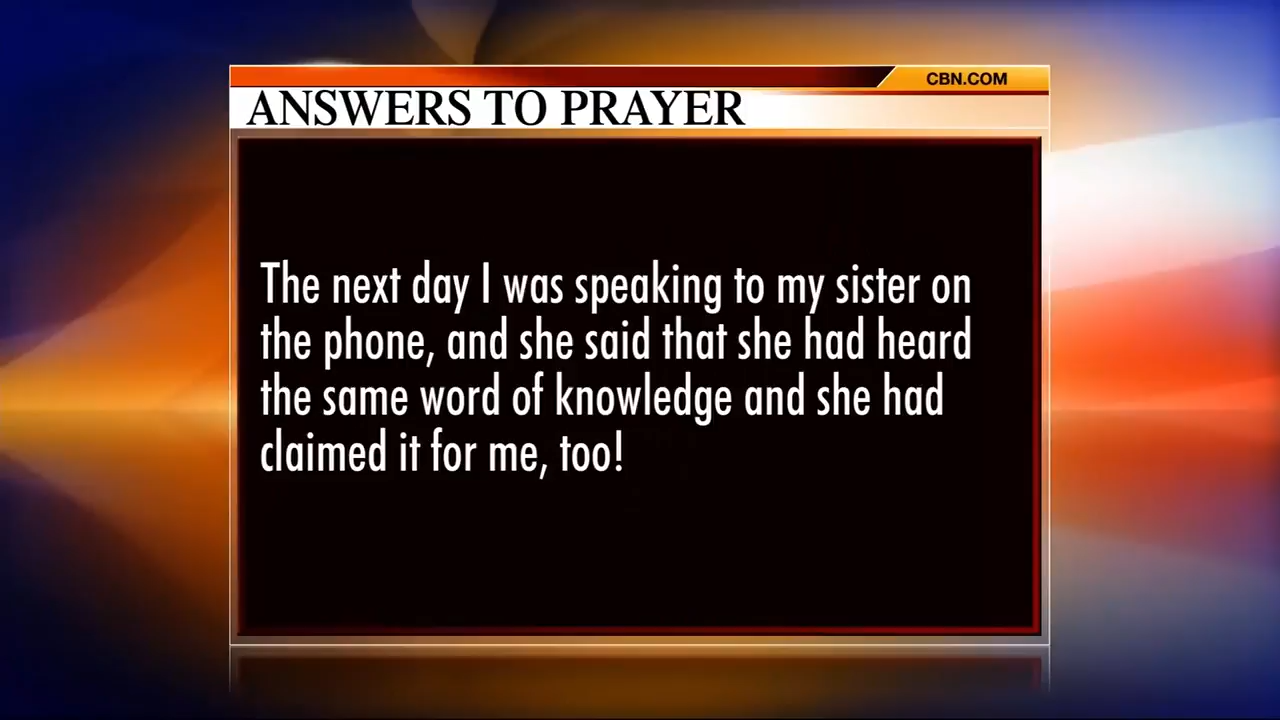 CBN.COM
ANSWERS TO PRAYER
The next day I was speaking to my sister on
the phone, and she said that she had heard
the same word of knowledge and she had
claimed it for me, too!